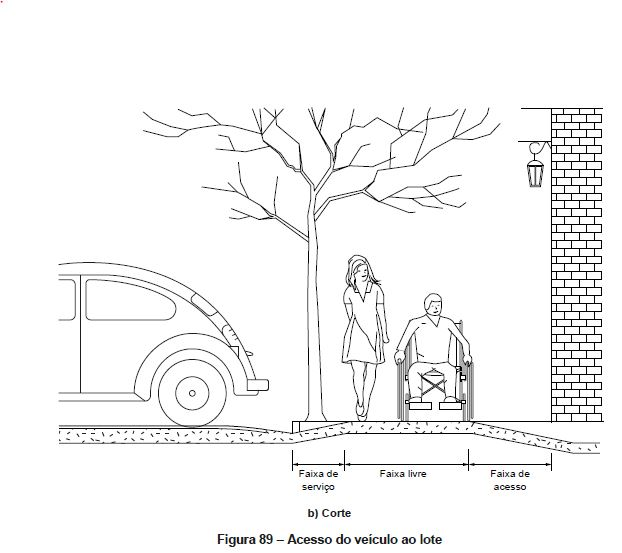 Faixa de
serviço
Faixa livre
Faixa de
acesso
b) Corte
Figura 89 – Acesso do veículo ao lote